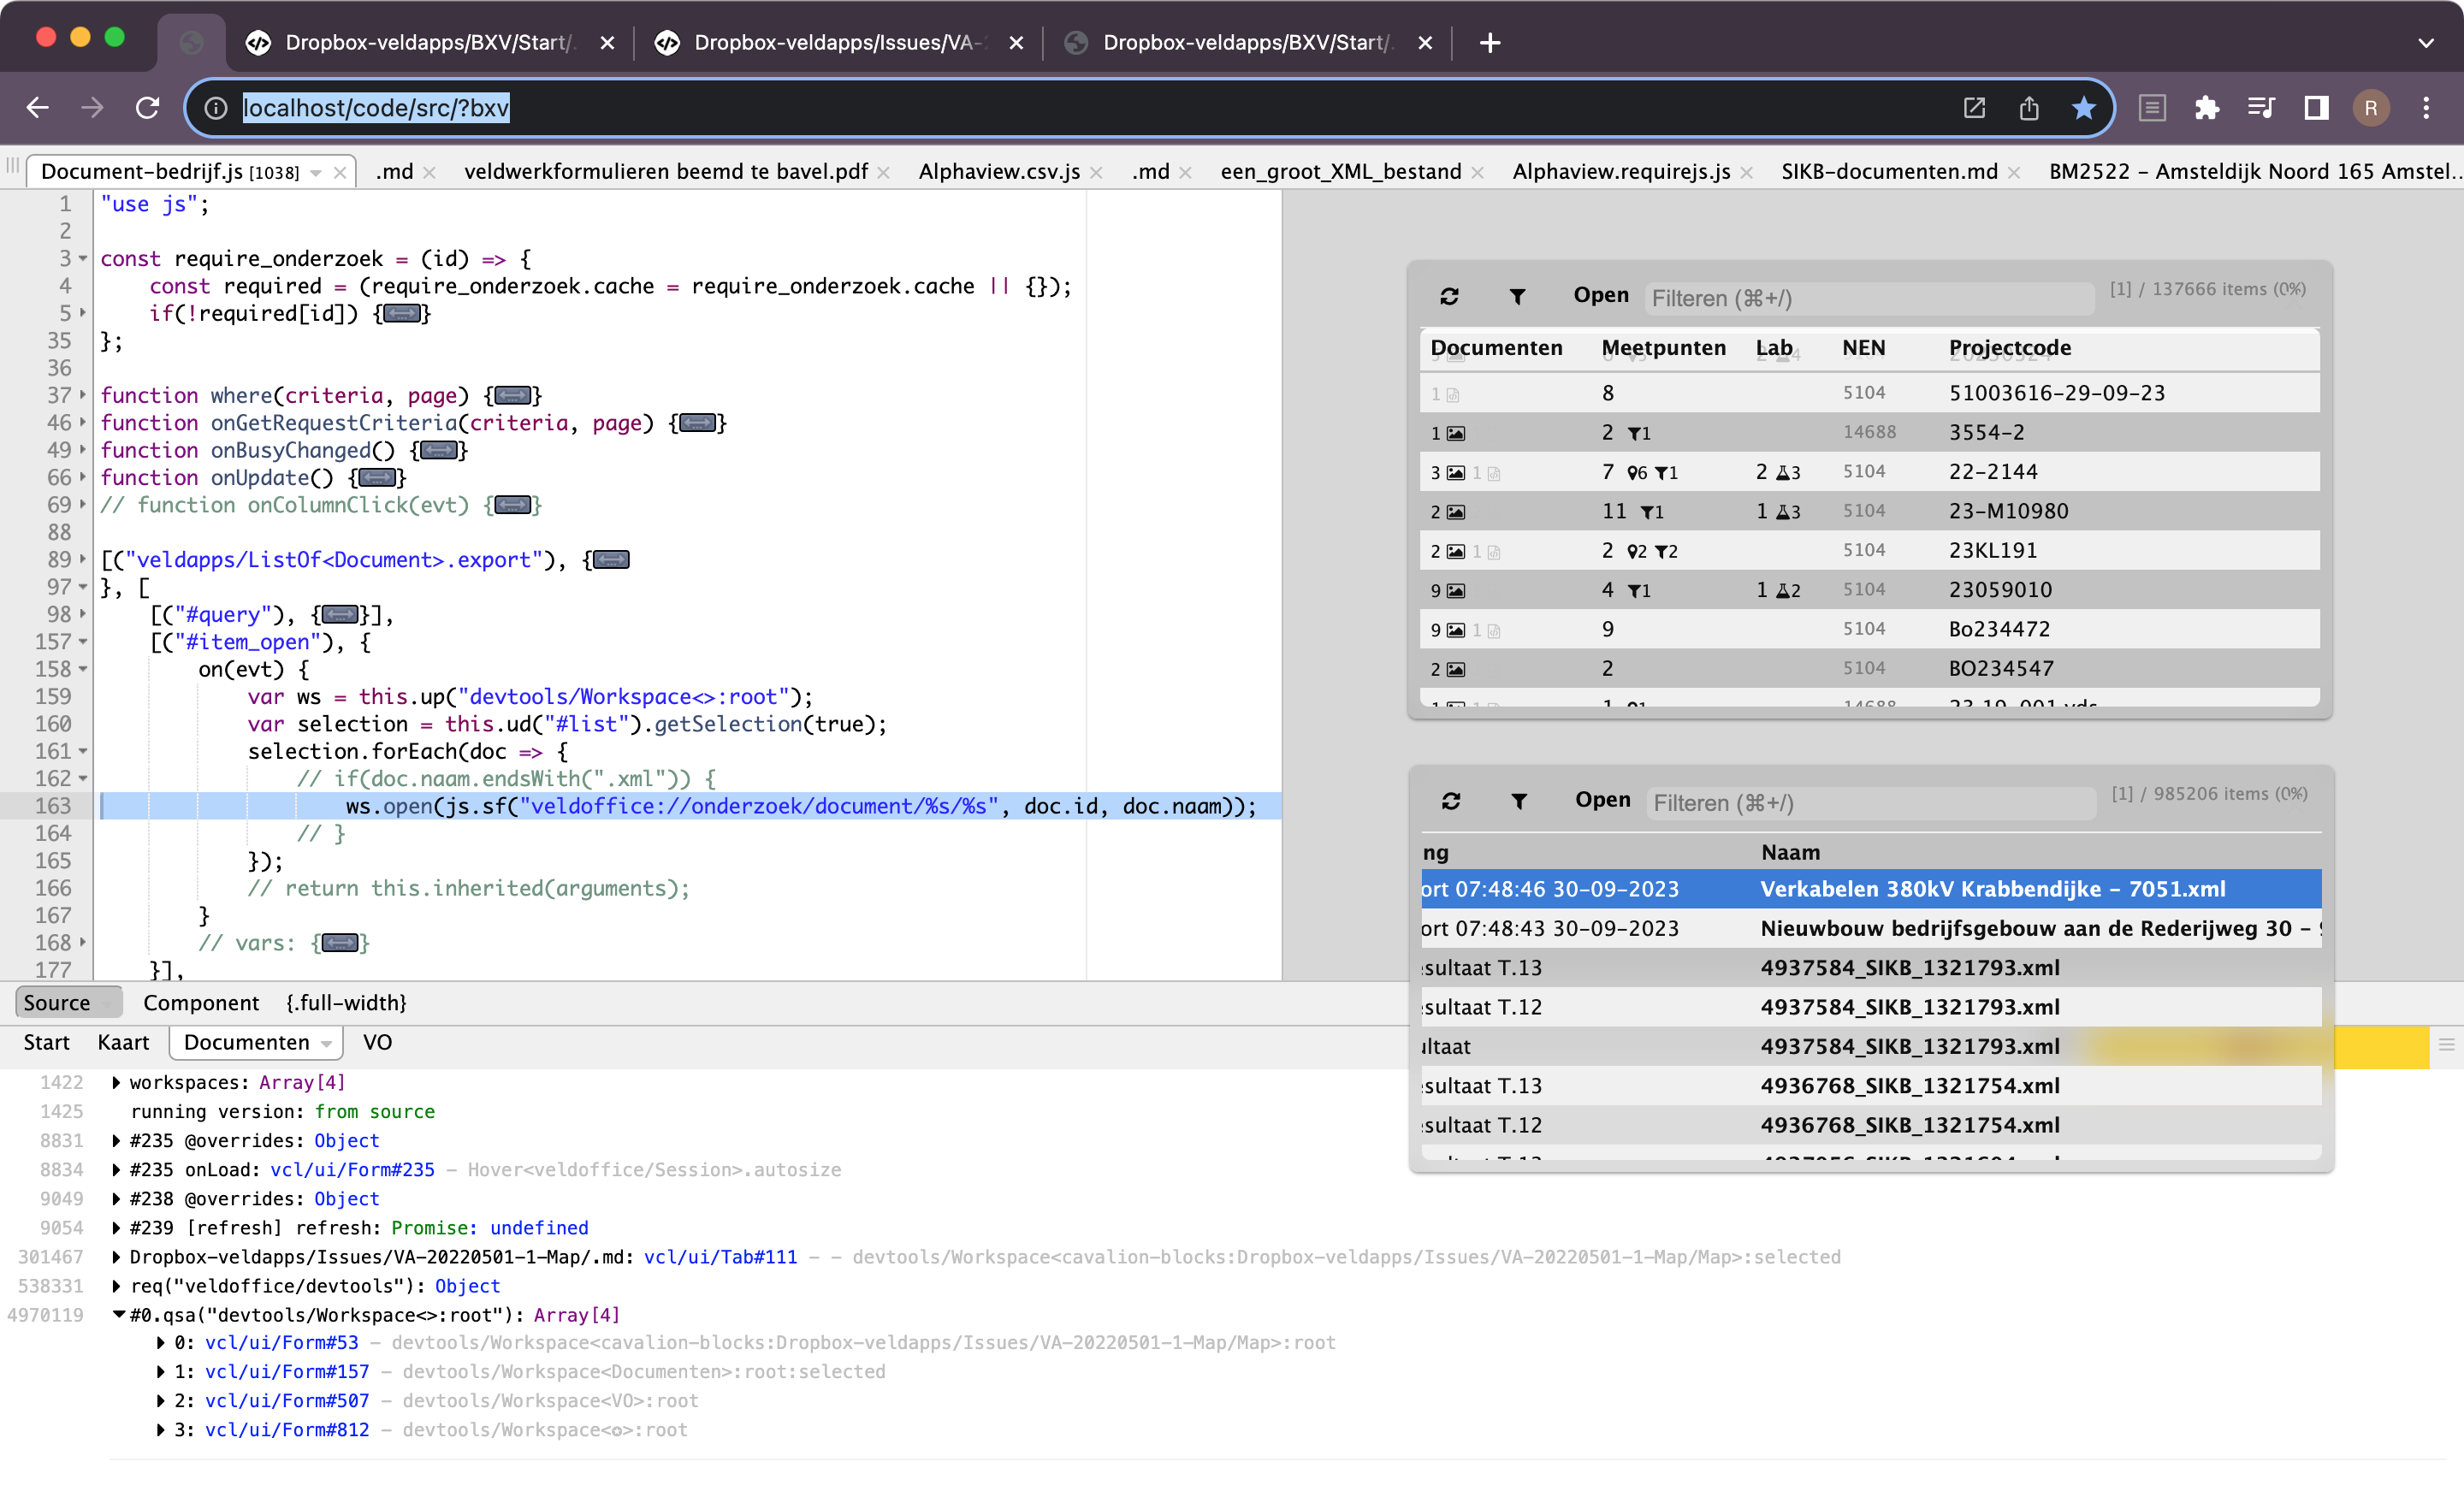 Dropbox-veldapps/BXV/Start/. Dropbox-veldapps/Issues/VA- Dropbox-veldapps/BXV/Start/.
localhost/code/src/?bxv R
Document-bedrijf.js [1038] .md veldwerkformulieren beemd te bavel.pdf Alphaview.csv.js .md een_groot_XML_bestand Alphaview.requirejs.js SIKB-documenten.md BM2522 – Amsteldijk Noord 165 Amstel...
1 "use js";
2
3 const require_onderzoek = (id) => {
4 const required = (require_onderzoek.cache = require_onderzoek.cache || {});
5 if(!required[id]) {}
35 };
36
37 function where(criteria, page) {}
46 function onGetRequestCriteria(criteria, page) {}
49 function onBusyChanged() {}
66 function onUpdate() {}
69 // function onColumnClick(evt) {}
88
89 [("veldapps/ListOf<Document>.export"), {
97 }, [
98 [("#query"), {}],
157 [("#item_open"), {
158 on(evt) {
159 var ws = this.up("devtools/Workspace<>:root");
160 var selection = this.ud("#list").getSelection(true);
161 selection.forEach(doc => {
162 // if(doc.naam.endsWith(".xml")) {
163 ws.open(js.sf("veldoffice://onderzoek/document/%s/%s", doc.id, doc.naam));
164 // }
165 });
166 // return this.inherited(arguments);
167 }
168 // vars: {}
177 }],
Open Filteren (⌘+/) [1] / 137666 items (0%)
Documenten Meetpunten Lab NEN Projectcode
1 8 5104 51003616-29-09-23
1 2 1 14688 3554-2
3 1 7 6 1 2 3 5104 22-2144
2 11 1 1 3 5104 23-M10980
2 1 2 2 2 5104 23KL191
9 4 1 1 2 5104 23059010
9 1 9 5104 Bo234472
2 2 5104 BO234547
Open Filteren (⌘+/) [1] / 985206 items (0%)
ng Naam
ort 07:48:46 30-09-2023 Verkabelen 380kV Krabbendijke – 7051.xml
ort 07:48:43 30-09-2023 Nieuwbouw bedrijfsgebouw aan de Rederijweg 30 –
sultaat T.13 4937584_SIKB_1321793.xml
sultaat T.12 4937584_SIKB_1321793.xml
ultaat 4937584_SIKB_1321793.xml
sultaat T.13 4936768_SIKB_1321754.xml
sultaat T.12 4936768_SIKB_1321754.xml
Source Component {.full-width}
Start Kaart Documenten VO
1422 workspaces: Array[4]
1425 running version: from source
8831 #235 @overrides: Object
8834 #235 onLoad: vcl/ui/Form#235 – Hover<veldoffice/Session>.autosize
9049 #238 @overrides: Object
9054 #239 [refresh] refresh: Promise: undefined
301467 Dropbox-veldapps/Issues/VA-20220501-1-Map/.md: vcl/ui/Tab#111 – – devtools/Workspace<cavalion-blocks:Dropbox-veldapps/Issues/VA-20220501-1-Map/Map>:selected
538331 req("veldoffice/devtools"): Object
4970119 #0.qsa("devtools/Workspace<>:root"): Array[4]
0: vcl/ui/Form#53 – devtools/Workspace<cavalion-blocks:Dropbox-veldapps/Issues/VA-20220501-1-Map/Map>:root
1: vcl/ui/Form#157 – devtools/Workspace<Documenten>:root:selected
2: vcl/ui/Form#507 – devtools/Workspace<VO>:root
3: vcl/ui/Form#812 – devtools/Workspace<✪>:root